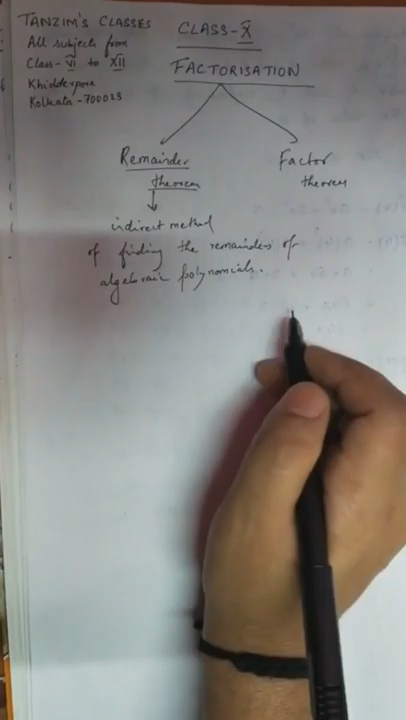 TANZIM'S CLASSES
All subjects from
Class - VI to XII
Khidderpore
Kolkata - 700023
CLASS - X
FACTORISATION
Remainder
theorem
Factor
theorem
indirect method
of finding the remainders of
algebraic polynomials.